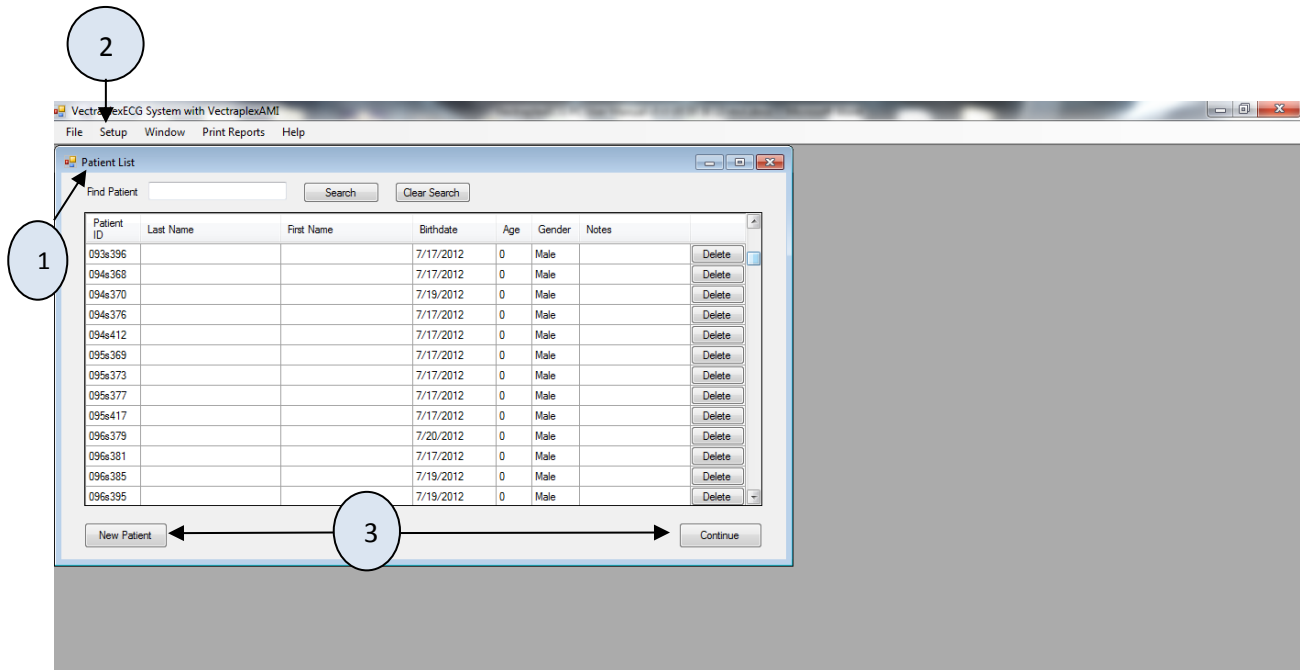 2
VectraplexECG System with VectraplexAMI
File Setup Window Print Reports Help
Patient List
Find Patient Search Clear Search
1
Patient ID Last Name First Name Birthdate Age Gender Notes
093s396 7/17/2012 0 Male Delete
094s368 7/17/2012 0 Male Delete
094s370 7/19/2012 0 Male Delete
094s376 7/17/2012 0 Male Delete
094s412 7/17/2012 0 Male Delete
095s369 7/17/2012 0 Male Delete
095s373 7/17/2012 0 Male Delete
095s377 7/17/2012 0 Male Delete
095s417 7/17/2012 0 Male Delete
096s379 7/20/2012 0 Male Delete
096s381 7/17/2012 0 Male Delete
096s385 7/19/2012 0 Male Delete
096s395 7/19/2012 0 Male Delete
New Patient 3 Continue